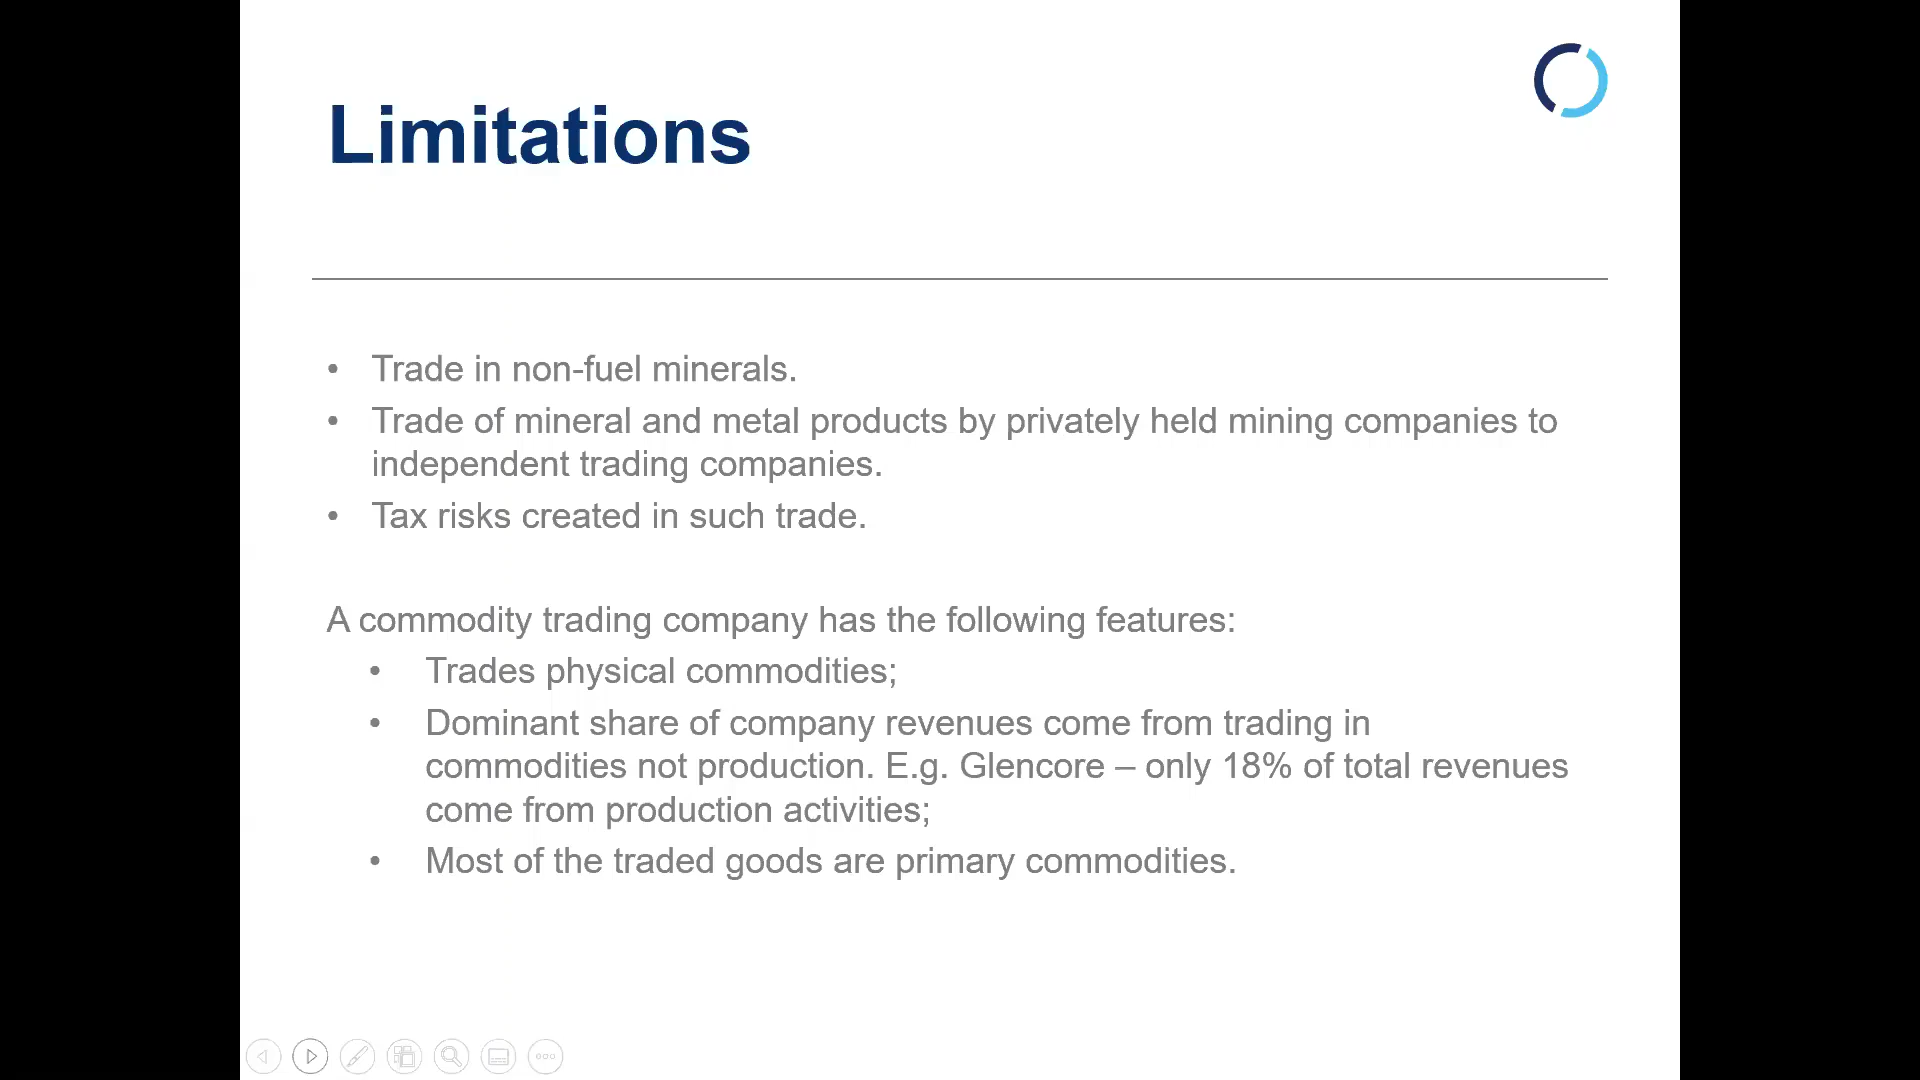 Limitations
• Trade in non-fuel minerals.
• Trade of mineral and metal products by privately held mining companies to
independent trading companies.
• Tax risks created in such trade.
A commodity trading company has the following features:
• Trades physical commodities;
• Dominant share of company revenues come from trading in
commodities not production. E.g. Glencore – only 18% of total revenues
come from production activities;
• Most of the traded goods are primary commodities.